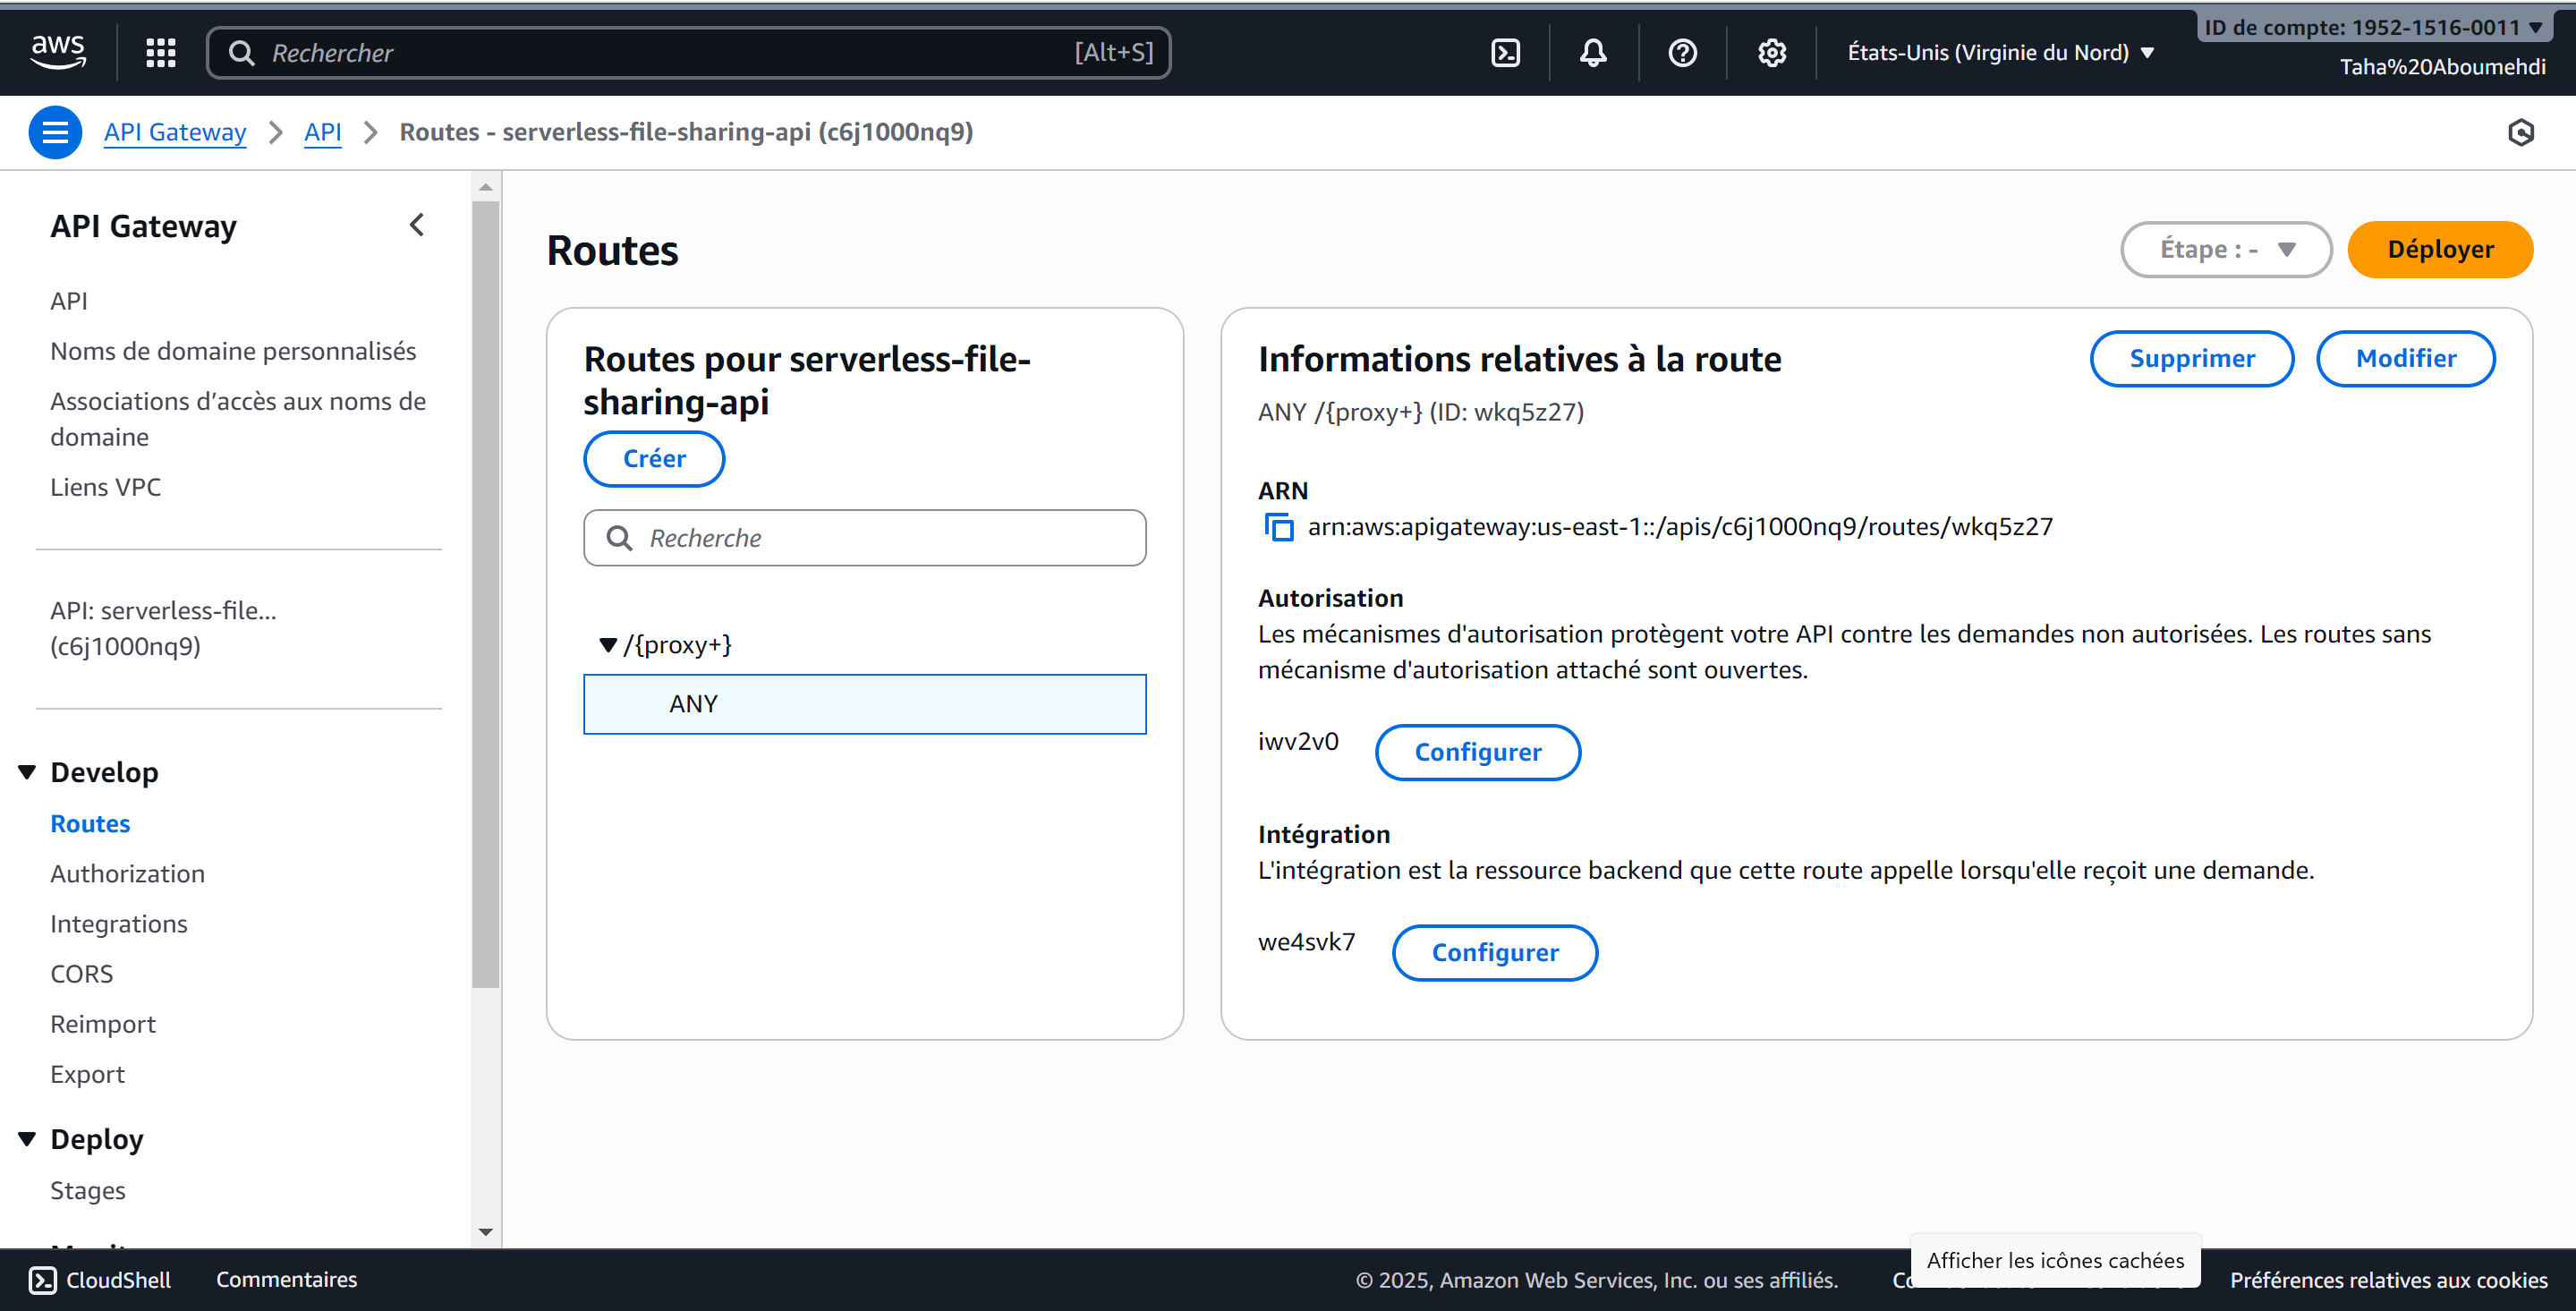 aws
Rechercher
[Alt+S]
États-Unis (Virginie du Nord)
ID de compte: 1952-1516-0011
Taha%20Aboumehdi
API Gateway
API
Routes - serverless-file-sharing-api (c6j1000nq9)
API Gateway
API
Noms de domaine personnalisés
Associations d’accès aux noms de
domaine
Liens VPC
API: serverless-file...
(c6j1000nq9)
Develop
Routes
Authorization
Integrations
CORS
Reimport
Export
Deploy
Stages
Routes
Étape : -
Déployer
Routes pour serverless-file-
sharing-api
Créer
Recherche
/{proxy+}
ANY
Informations relatives à la route
Supprimer
Modifier
ANY /{proxy+} (ID: wkq5z27)
ARN
arn:aws:apigateway:us-east-1::/apis/c6j1000nq9/routes/wkq5z27
Autorisation
Les mécanismes d'autorisation protègent votre API contre les demandes non autorisées. Les routes sans
mécanisme d'autorisation attaché sont ouvertes.
iwv2v0
Configurer
Intégration
L'intégration est la ressource backend que cette route appelle lorsqu'elle reçoit une demande.
we4svk7
Configurer
Afficher les icônes cachées
CloudShell
Commentaires
© 2025, Amazon Web Services, Inc. ou ses affiliés.
Préférences relatives aux cookies